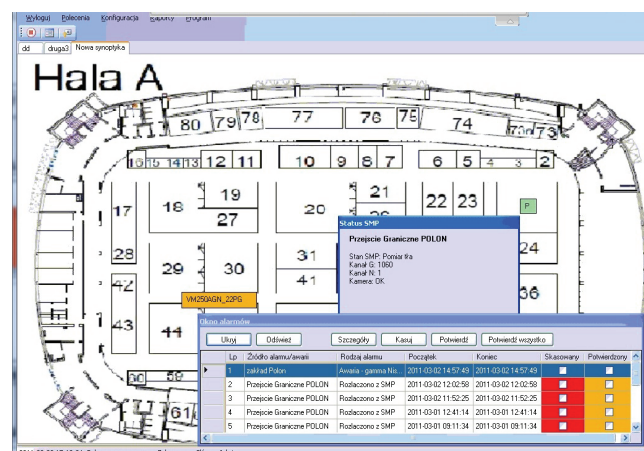 Wyloguj Polecenia Konfiguracja Raporty Program
dd druga3 Nowa synoptyka
Hala A
80 79 78 77 76 75 74 73
16 15 14 13 12 11 10 9 8 7 6 5 4 3 2
17 18 19 20 21 22 23 P
27
Status SMP
Przejscie Graniczne POLON
Stan SMP: Pomiar tła
Kanał G: 1060
Kanał N: 1
Kamera: OK
28 29 30 31 24
42 41 36
VM250AGN_22PG
43 44
60 59
61
Okno alarmów
Ukryj Odśwież Szczegóły Kasuj Potwierdź Potwierdź wszystko
Lp Źródło alarmu/awarii Rodzaj alarmu Początek Koniec Skasowany Potwierdzony
1 zakład Polon Awaria - gamma Nis.. 2011-03-02 14:57:49 2011-03-02 14:57:49
2 Przejscie Graniczne POLON Rozlaczono z SMP 2011-03-02 12:02:58 2011-03-02 12:02:58
3 Przejscie Graniczne POLON Rozlaczono z SMP 2011-03-02 11:52:25 2011-03-02 11:52:25
4 Przejscie Graniczne POLON Rozlaczono z SMP 2011-03-01 12:41:14 2011-03-01 12:41:14
5 Przejscie Graniczne POLON Rozlaczono z SMP 2011-03-01 09:11:34 2011-03-01 09:11:34